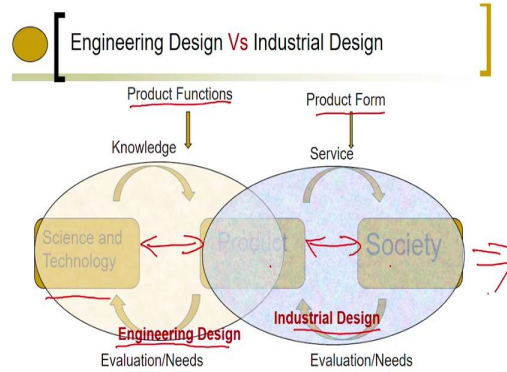 Engineering Design Vs Industrial Design
Product Functions
Product Form
Knowledge
Service
Science and
Technology
Product
Society
Engineering Design
Industrial Design
Evaluation/Needs
Evaluation/Needs